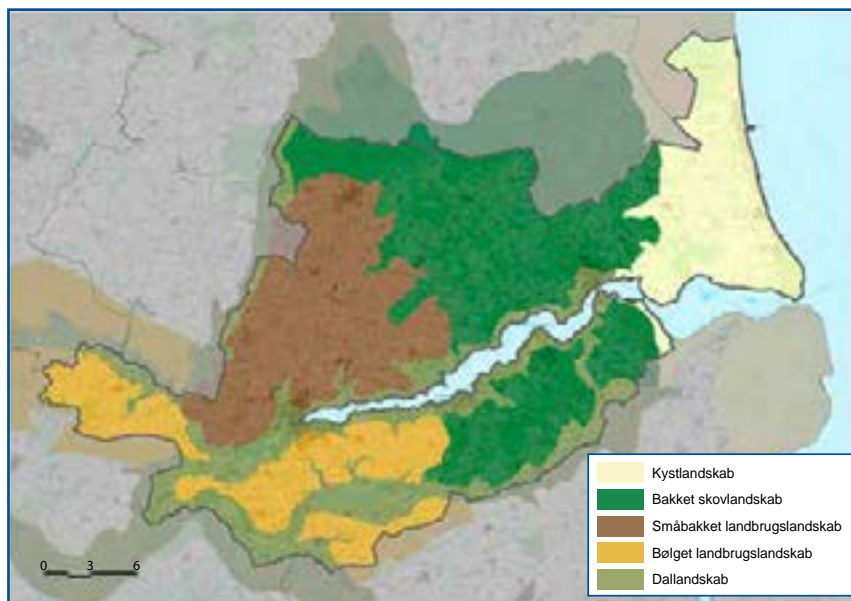 Kystlandskab
Bakket skovlandskab
Småbakket landbrugslandskab
Bølget landbrugslandskab
Dallandskab
0 3 6